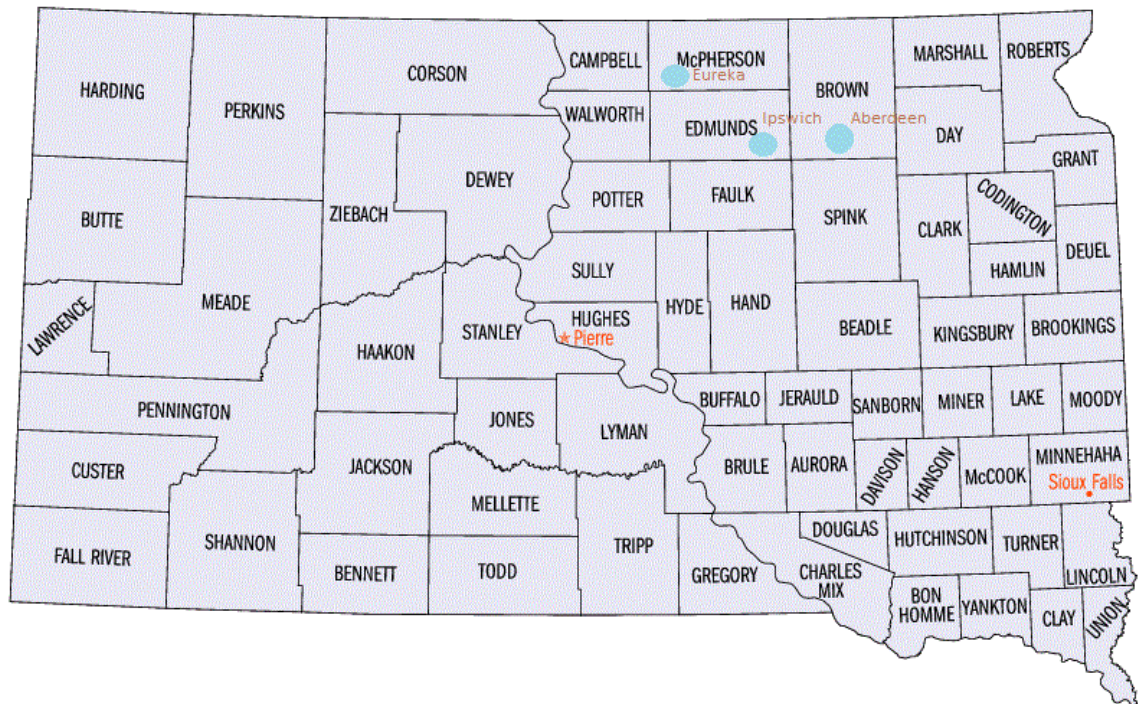 HARDING
PERKINS
CORSON
CAMPBELL
McPHERSON
Eureka
BROWN
MARSHALL
ROBERTS
WALWORTH
EDMUNDS
Ipswich
Aberdeen
DAY
GRANT
BUTTE
ZIEBACH
DEWEY
POTTER
FAULK
SPINK
CLARK
CODINGTON
DEUEL
HAMLIN
LAWRENCE
MEADE
HAAKON
STANLEY
SULLY
HUGHES
Pierre
HYDE
HAND
BEADLE
KINGSBURY
BROOKINGS
PENNINGTON
JONES
LYMAN
BUFFALO
JERAULD
SANBORN
MINER
LAKE
MOODY
CUSTER
JACKSON
MELLETTE
BRULE
AURORA
DAVISON
HANSON
McCOOK
MINNEHAHA
Sioux Falls
FALL RIVER
SHANNON
BENNETT
TODD
TRIPP
GREGORY
DOUGLAS
CHARLES
MIX
HUTCHINSON
TURNER
LINCOLN
BON
HOMME
YANKTON
CLAY
UNION